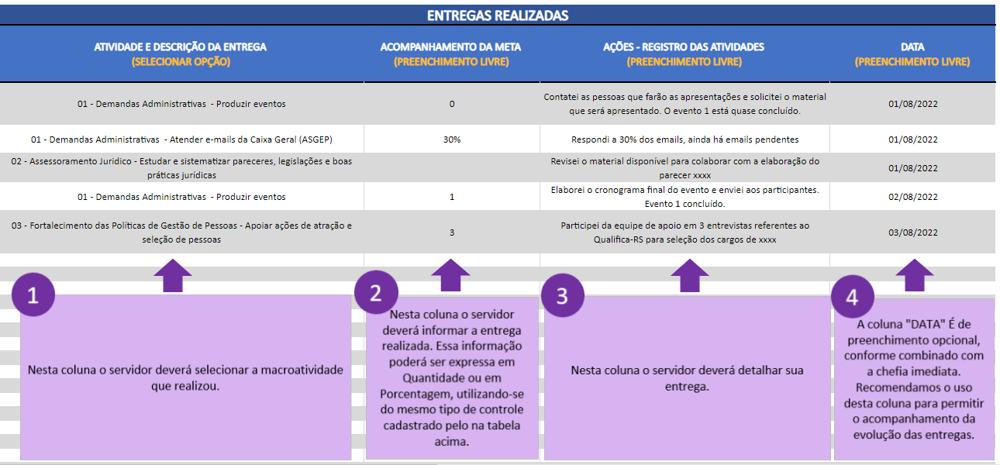 ENTREGAS REALIZADAS
ATIVIDADE E DESCRIÇÃO DA ENTREGA
(SELECIONAR OPÇÃO)
ACOMPANHAMENTO DA META
(PREENCHIMENTO LIVRE)
AÇÕES - REGISTRO DAS ATIVIDADES
(PREENCHIMENTO LIVRE)
DATA
(PREENCHIMENTO LIVRE)
01 - Demandas Administrativas - Produzir eventos
0
Contatei as pessoas que farão as apresentações e solicitei o material
que será apresentado. O evento 1 está quase concluído.
01/08/2022
01 - Demandas Administrativas - Atender e-mails da Caixa Geral (ASGEP)
30%
Respondi a 30% dos emails, ainda há emails pendentes
01/08/2022
02 - Assessoramento Juridico - Estudar e sistematizar pareceres, legislações e boas
práticas jurídicas
Revisei o material disponível para colaborar com a elaboração do
parecer xxxx
01/08/2022
01 - Demandas Administrativas - Produzir eventos
1
Elaborei o cronograma final do evento e enviei aos participantes.
Evento 1 concluído.
02/08/2022
03 - Fortalecimento das Políticas de Gestão de Pessoas - Apoiar ações de atração e
seleção de pessoas
3
Participei da equipe de apoio em 3 entrevistas referentes ao
Qualifica-RS para seleção dos cargos de xxxx
03/08/2022
1
Nesta coluna o servidor deverá selecionar a macroatividade
que realizou.
2
Nesta coluna o servidor
deverá informar a entrega
realizada. Essa informação
poderá ser expressa em
Quantidade ou em
Porcentagem, utilizando-se
do mesmo tipo de controle
cadastrado pelo na tabela
acima.
3
Nesta coluna o servidor deverá detalhar sua
entrega.
4
A coluna "DATA" É de
preenchimento opcional,
conforme combinado com
a chefia imediata.
Recomendamos o uso
desta coluna para permitir
o acompanhamento da
evolução das entregas.